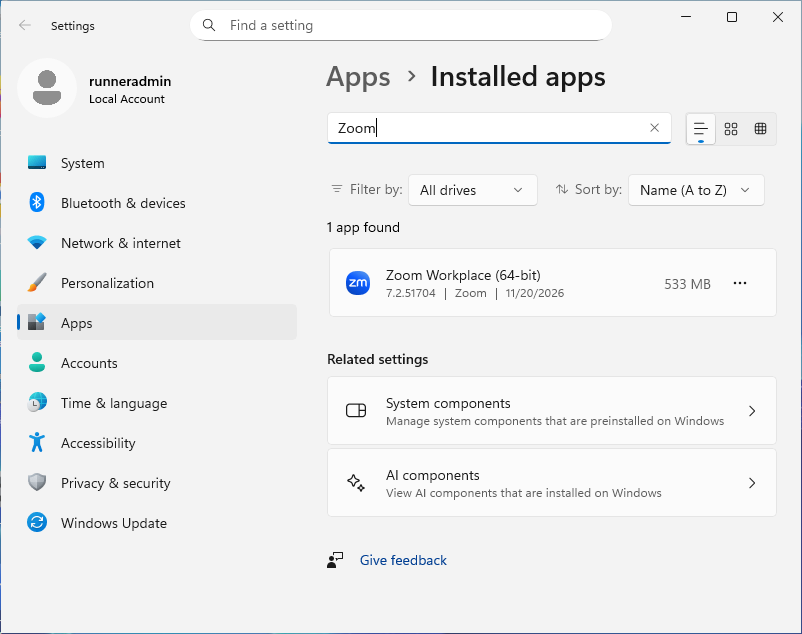 Settings
Find a setting
runneradmin
Local Account
System
Bluetooth & devices
Network & internet
Personalization
Apps
Accounts
Time & language
Accessibility
Privacy & security
Windows Update
Apps > Installed apps
Zoom
Filter by: All drives Sort by: Name (A to Z)
1 app found
zm
Zoom Workplace (64-bit)
7.2.51704 | Zoom | 11/20/2026
533 MB
Related settings
System components
Manage system components that are preinstalled on Windows
AI components
View AI components that are installed on Windows
Give feedback